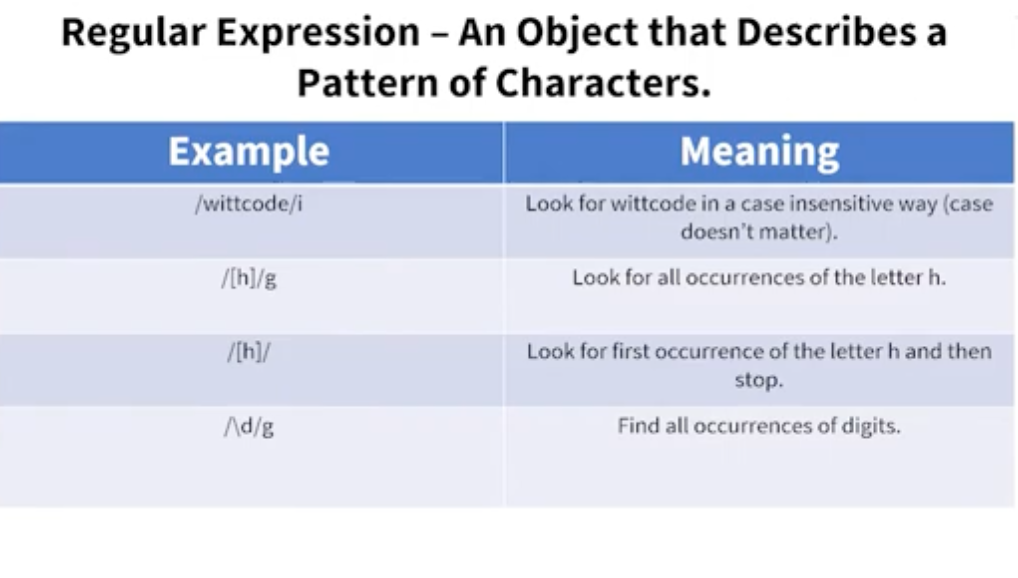 Regular Expression – An Object that Describes a
Pattern of Characters.
Example
Meaning
/wittcode/i
Look for wittcode in a case insensitive way (case
doesn't matter).
/[h]/g
Look for all occurrences of the letter h.
/[h]/
Look for first occurrence of the letter h and then
stop.
/\d/g
Find all occurrences of digits.